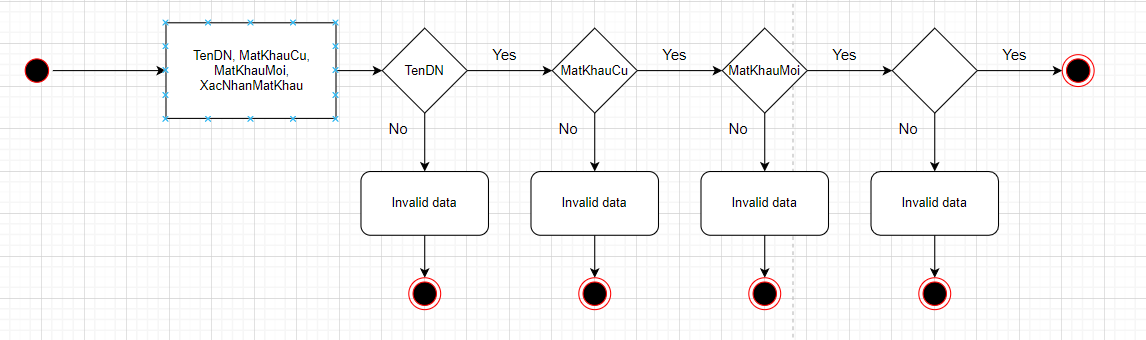 TenDN, MatKhauCu,
MatKhauMoi,
XacNhanMatKhau
TenDN
Yes
MatKhauCu
Yes
MatKhauMoi
Yes
Yes
No
No
No
No
Invalid data
Invalid data
Invalid data
Invalid data